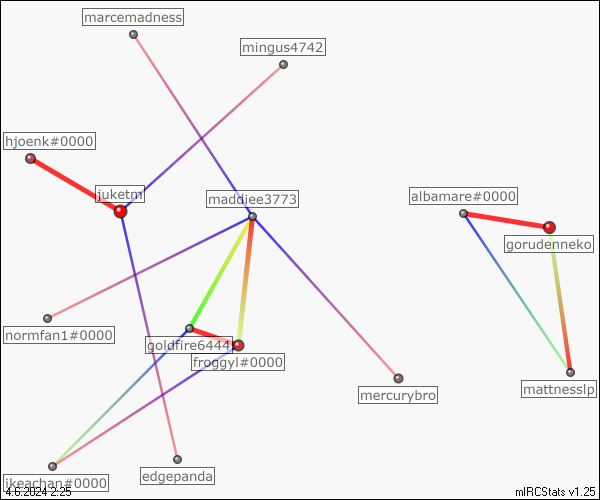 marcemadness
mingus4742
hjoenk#0000
juketm
maddiee3773
albamare#0000
gorudenneko
normfan1#0000
goldfire6444
froggyl#0000
mercurybro
mattnesslp
ikeachan#0000
edgepanda
4.6.2024 2:25
mIRCStats v1.25